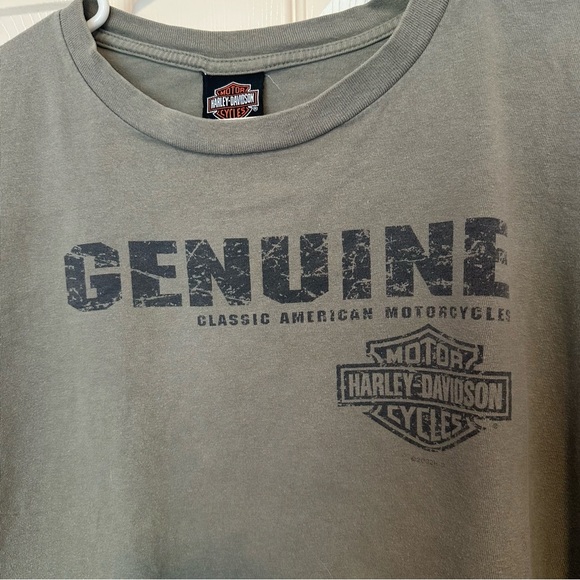 MOTOR
HARLEY-DAVIDSON
CYCLES
GENUINE
CLASSIC AMERICAN MOTORCYCLES
MOTOR
HARLEY-DAVIDSON
CYCLES